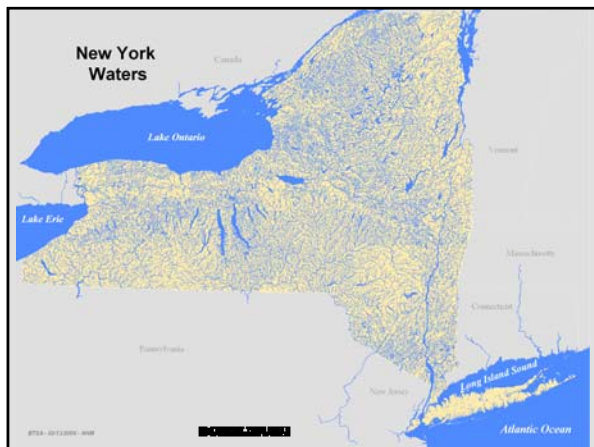 New York
Waters
Canada
Lake Ontario
Vermont
Lake Erie
Massachusetts
Connecticut
Pennsylvania
Long Island Sound
New Jersey
Atlantic Ocean